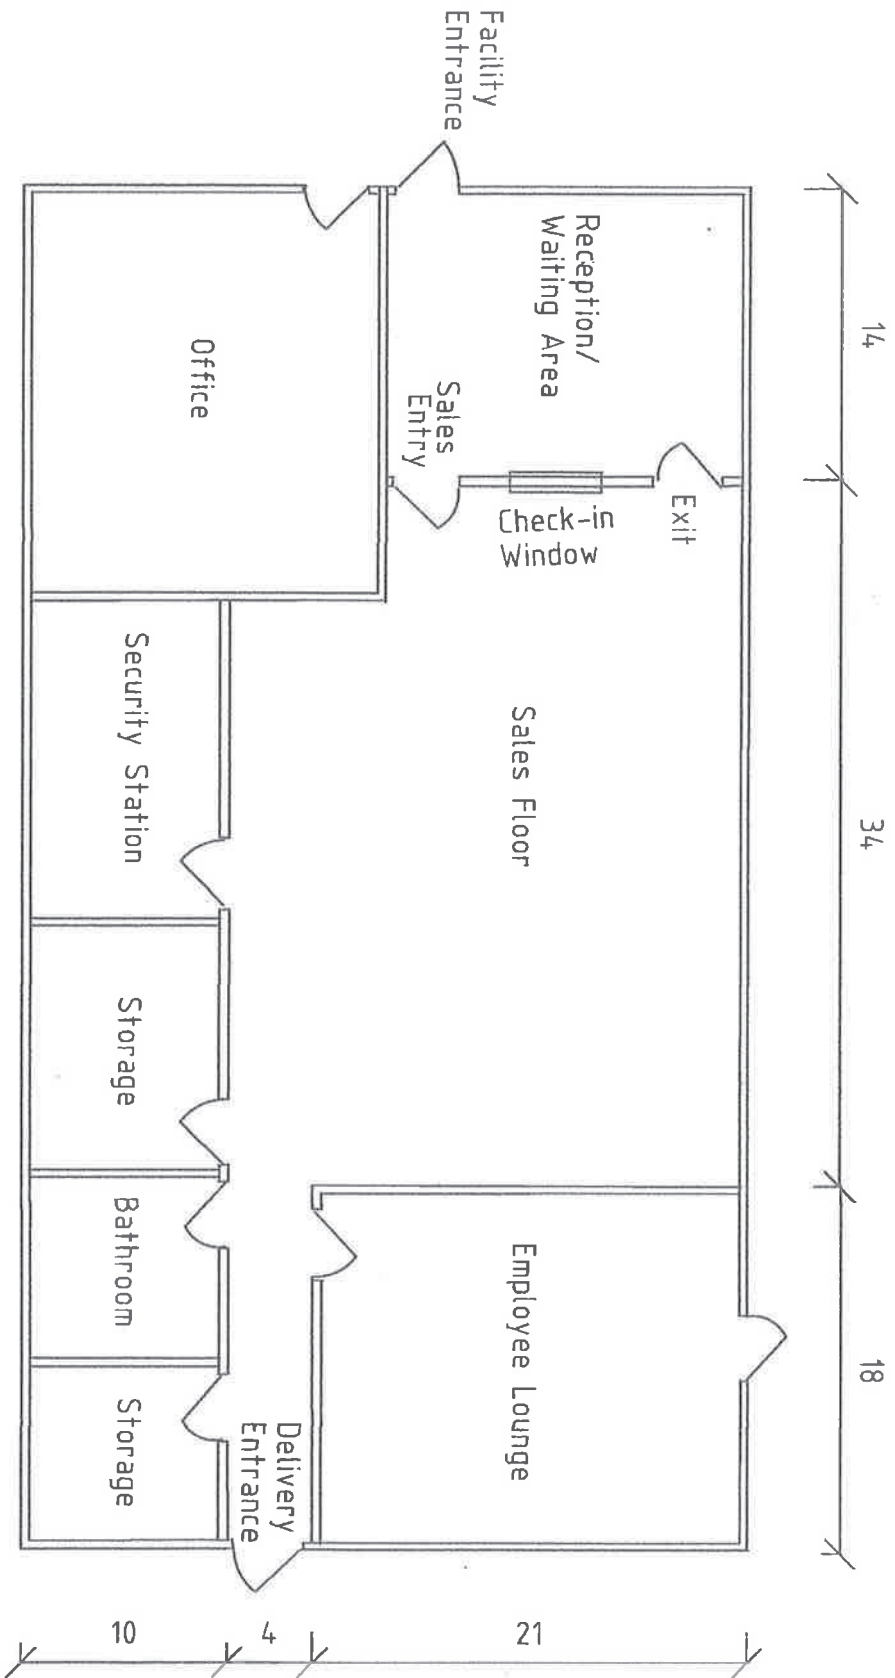 Facility
Entrance
14
Reception/
Waiting Area
Office
Sales
Entry
Exit
Check-in
Window
34
Sales Floor
Security Station
Storage
Bathroom
Employee Lounge
18
Storage
Delivery
Entrance
10
4
21